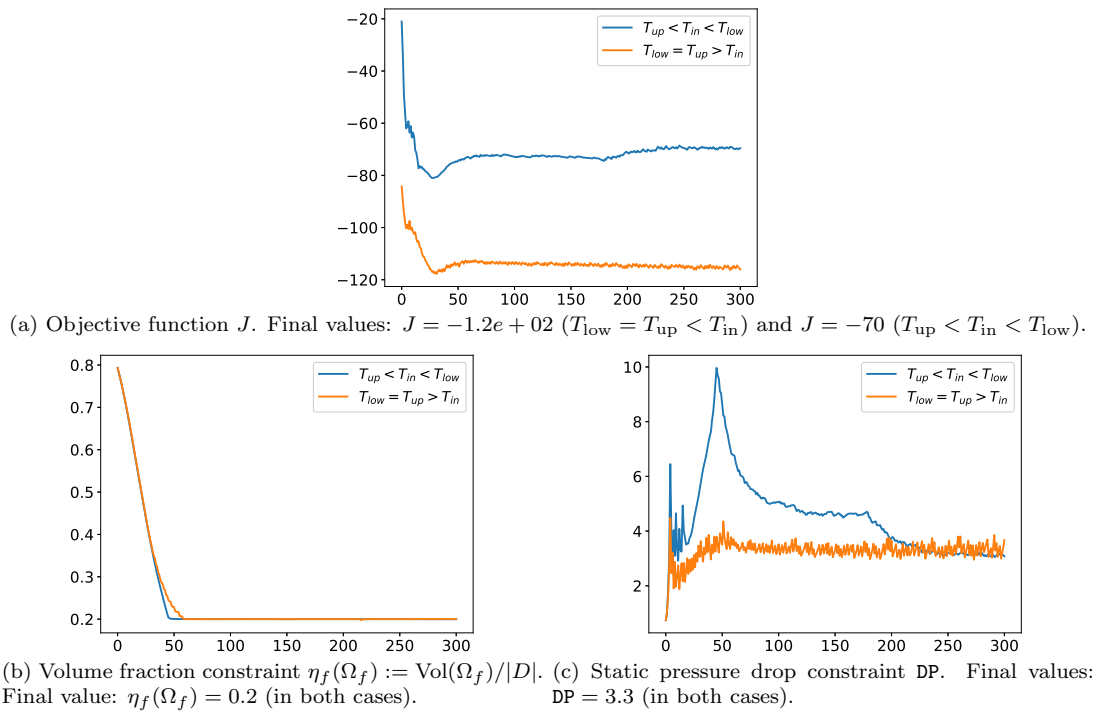 −20
−40
−60
−80
−100
−120
0 50 100 150 200 250 300
T_up < T_in < T_low
T_low = T_up > T_in
(a) Objective function J. Final values: J = −1.2e + 02 (T_low = T_up < T_in) and J = −70 (T_up < T_in < T_low).
0.8
0.7
0.6
0.5
0.4
0.3
0.2
0 50 100 150 200 250 300
T_up < T_in < T_low
T_low = T_up > T_in
(b) Volume fraction constraint η_f(Ω_f) := Vol(Ω_f)/|D|.
Final value: η_f(Ω_f) = 0.2 (in both cases).
10
8
6
4
2
0 50 100 150 200 250 300
T_up < T_in < T_low
T_low = T_up > T_in
(c) Static pressure drop constraint DP. Final values:
DP = 3.3 (in both cases).